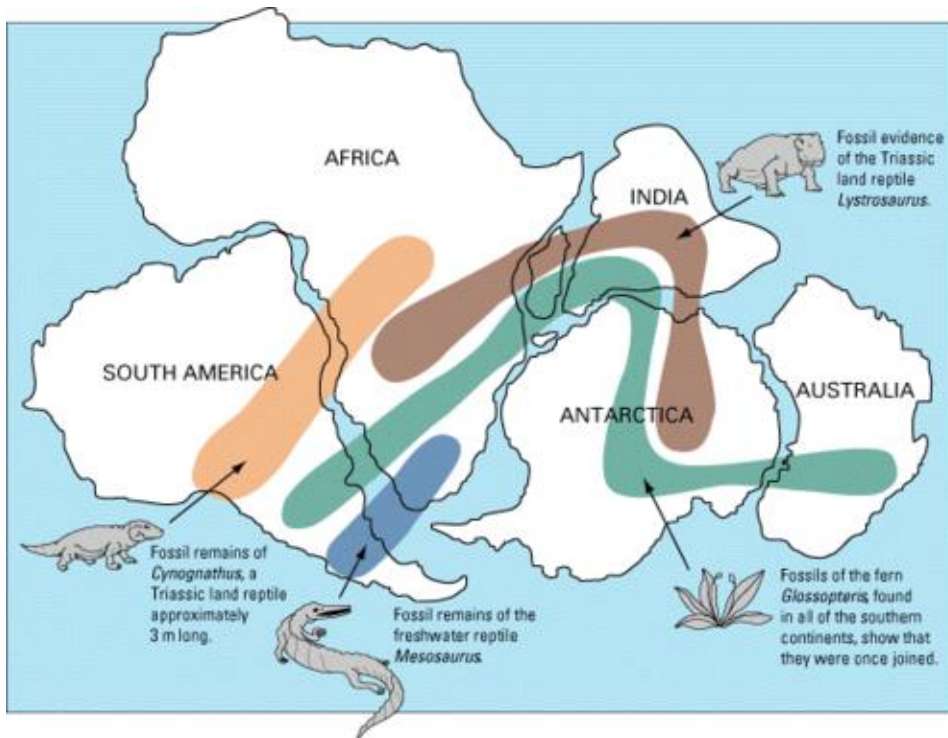 AFRICA
Fossil evidence
of the Triassic
land reptile
Lystrosaurus.
INDIA
SOUTH AMERICA
ANTARCTICA
AUSTRALIA
Fossil remains of
Cynognathus, a
Triassic land reptile
approximately
3 m long.
Fossil remains of the
freshwater reptile
Mesosaurus.
Fossils of the fern
Glossopteris, found
in all of the southern
continents, show that
they were once joined.